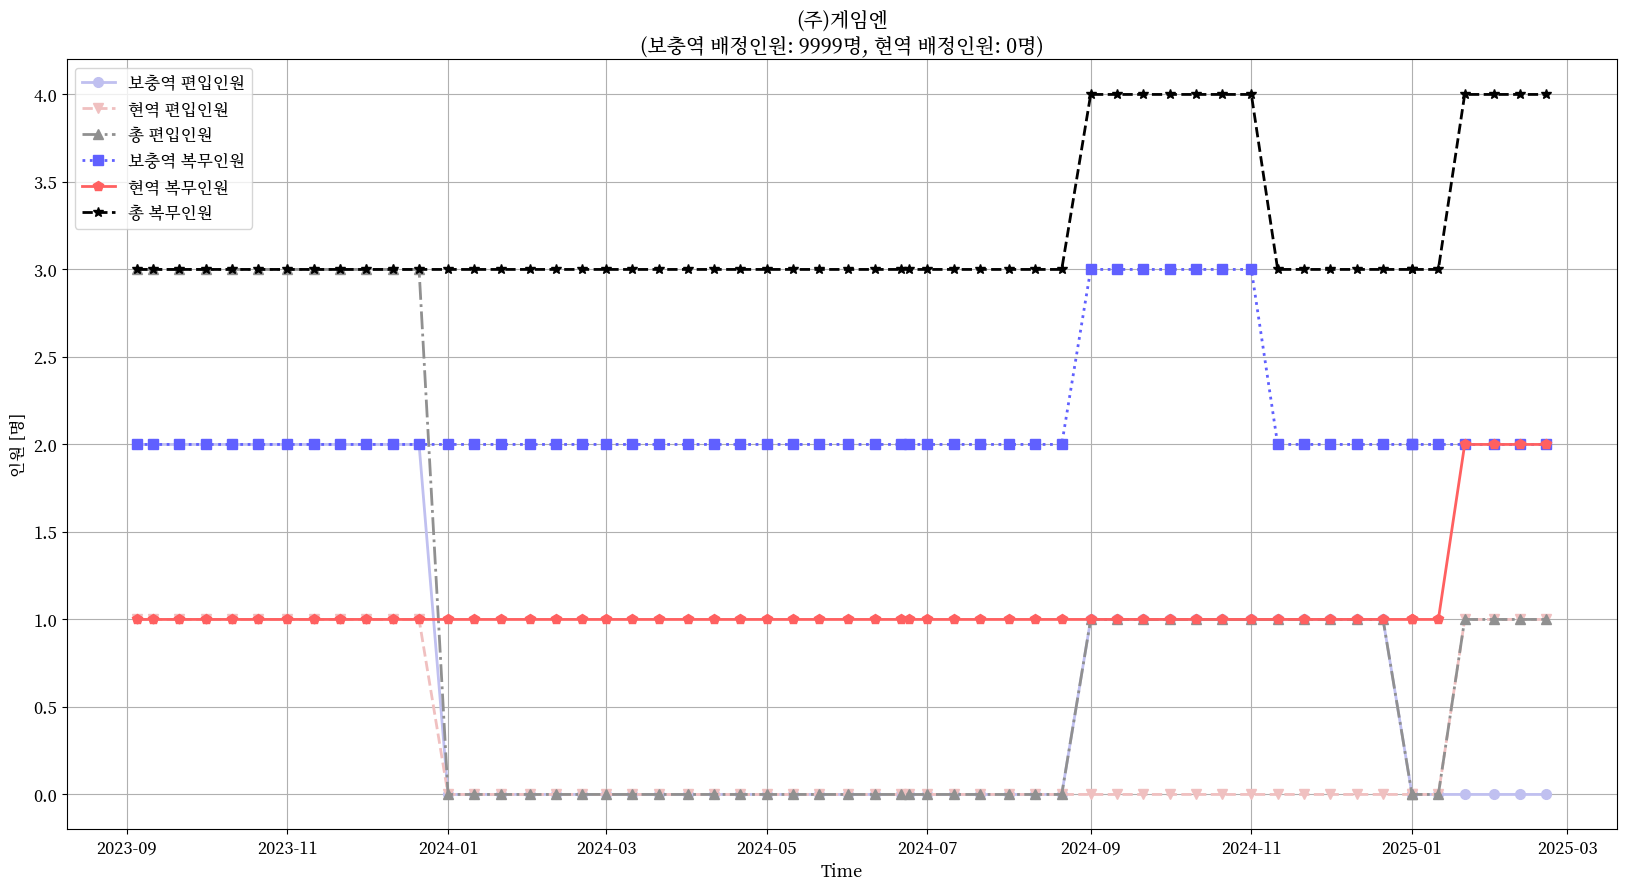 (주)게임엔
(보충역 배정인원: 9999명, 현역 배정인원: 0명)
보충역 편입인원
현역 편입인원
총 편입인원
보충역 복무인원
현역 복무인원
총 복무인원
4.0
3.5
3.0
2.5
2.0
1.5
1.0
0.5
0.0
인원 [명]
2023-09 2023-11 2024-01 2024-03 2024-05 2024-07 2024-09 2024-11 2025-01 2025-03
Time